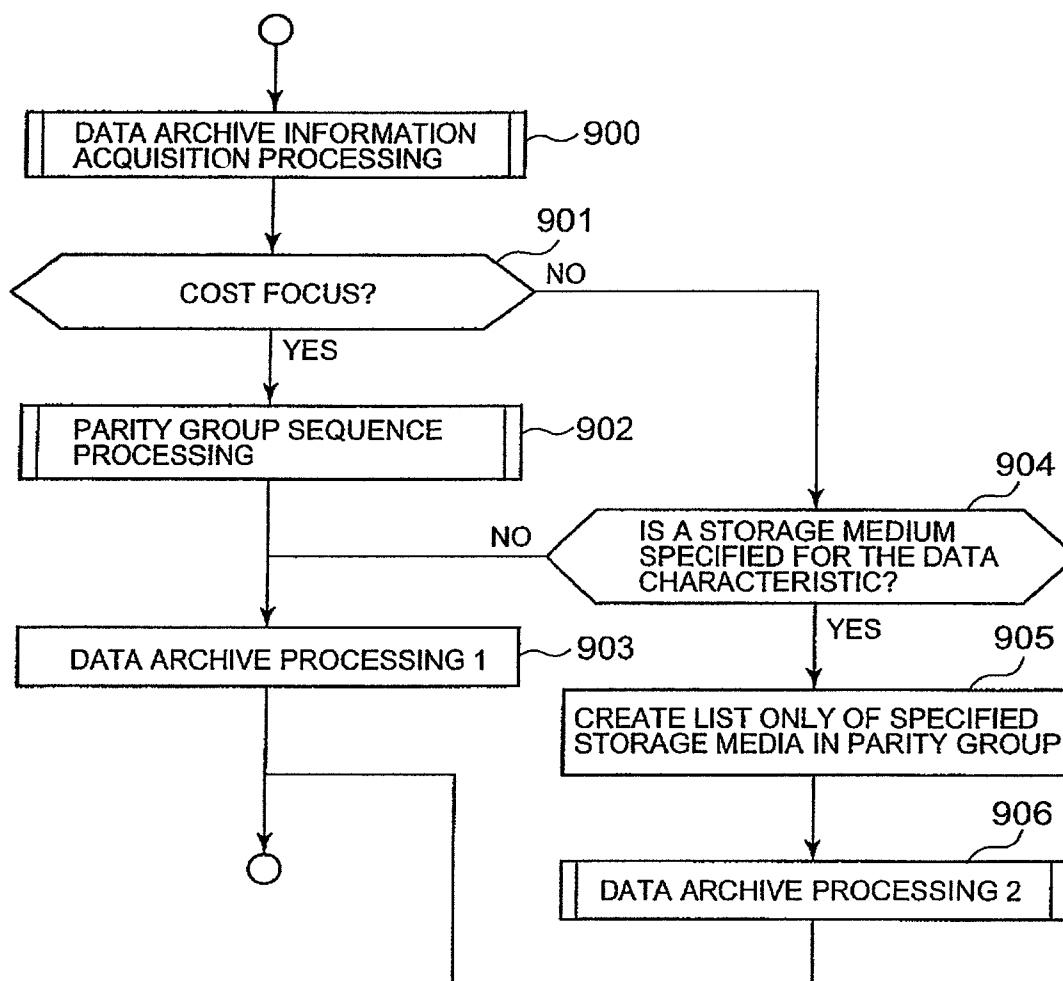 DATA ARCHIVE INFORMATION
ACQUISITION PROCESSING
900
901
COST FOCUS?
NO
YES
PARITY GROUP SEQUENCE
PROCESSING
902
904
IS A STORAGE MEDIUM
SPECIFIED FOR THE DATA
CHARACTERISTIC?
NO
YES
DATA ARCHIVE PROCESSING 1
903
905
CREATE LIST ONLY OF SPECIFIED
STORAGE MEDIA IN PARITY GROUP
906
DATA ARCHIVE PROCESSING 2